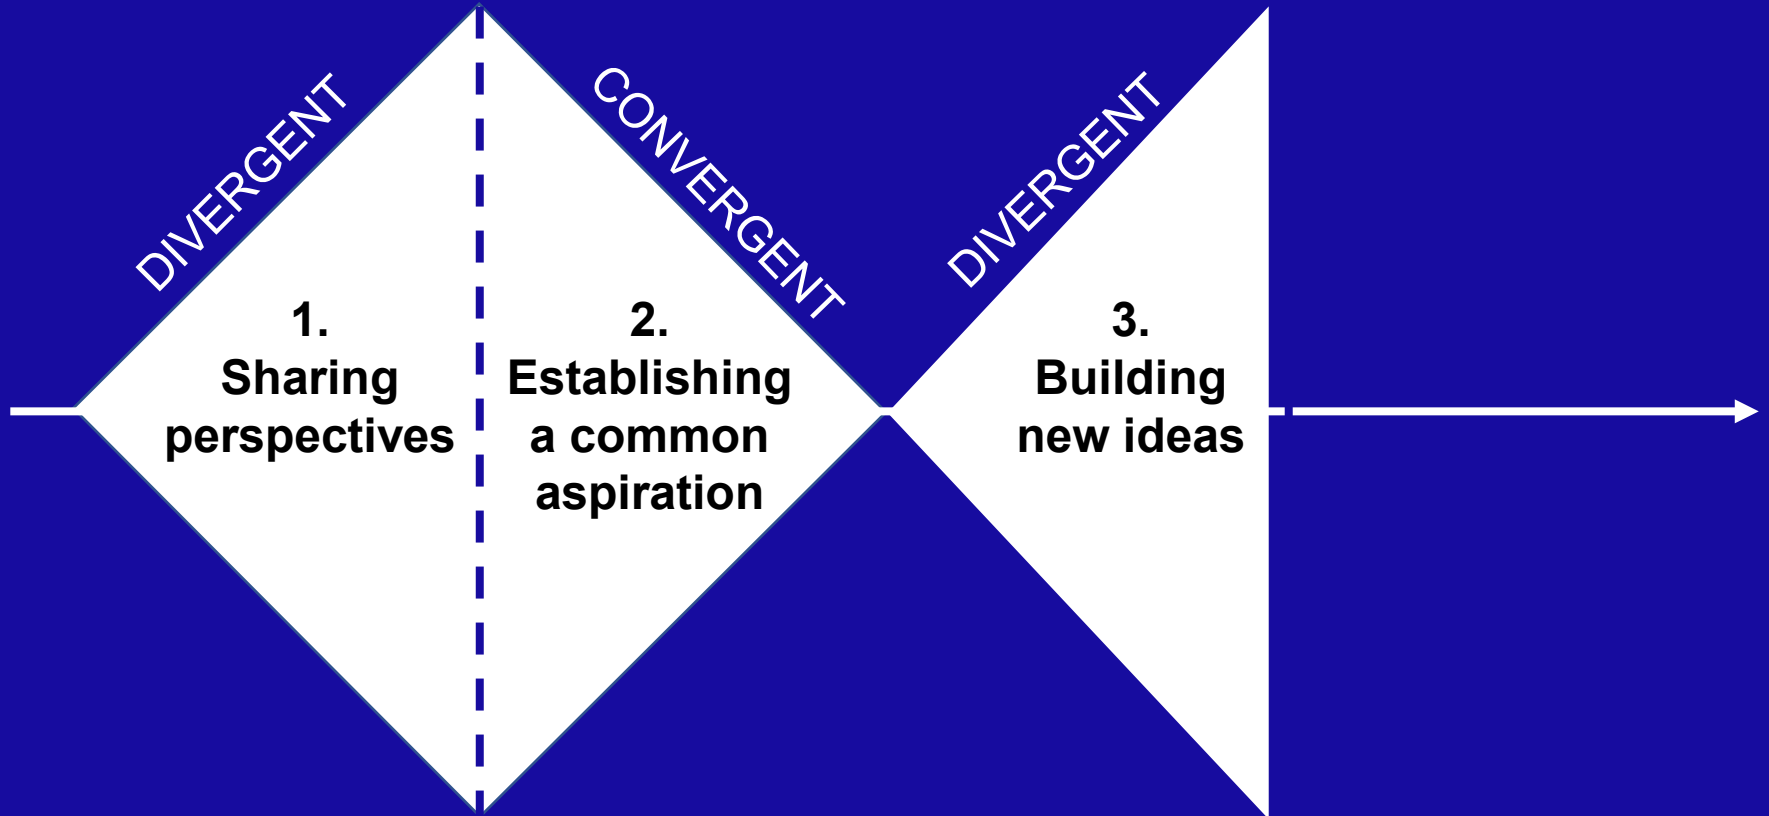 DIVERGENT
1.
Sharing
perspectives
CONVERGENT
2.
Establishing
a common
aspiration
DIVERGENT
3.
Building
new ideas